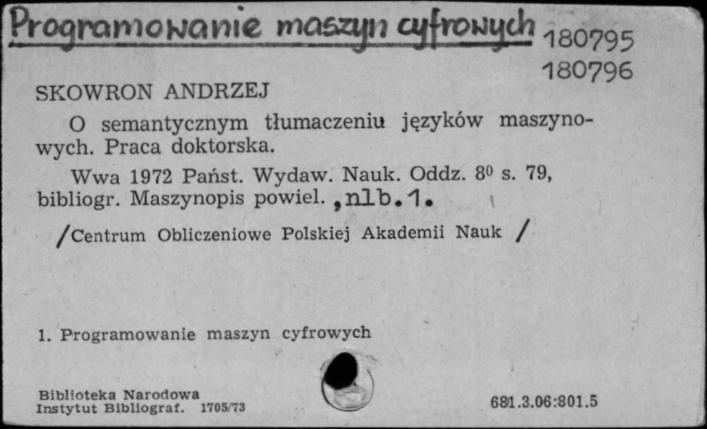 Programowanie maszyn cyfrowych
180795
180796
SKOWRON ANDRZEJ
O semantycznym tłumaczeniu języków maszyno-
wych. Praca doktorska.
Wwa 1972 Państ. Wydaw. Nauk. Oddz. 8⁰ s. 79,
bibliogr. Maszynopis powiel. , nlb. 1.
/Centrum Obliczeniowe Polskiej Akademii Nauk /
1. Programowanie maszyn cyfrowych
Biblioteka Narodowa
Instytut Bibliograf. 1705/73
681.3.06:801.5